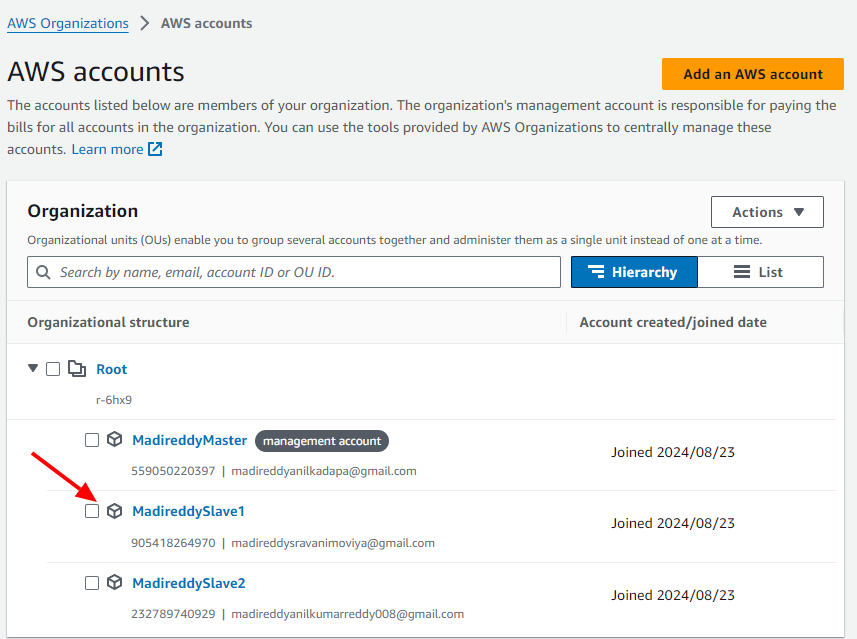 AWS Organizations > AWS accounts
AWS accounts
Add an AWS account
The accounts listed below are members of your organization. The organization's management account is responsible for paying the
bills for all accounts in the organization. You can use the tools provided by AWS Organizations to centrally manage these
accounts. Learn more
Organization
Actions
Organizational units (OUs) enable you to group several accounts together and administer them as a single unit instead of one at a time.
Search by name, email, account ID or OU ID.
Hierarchy
List
Organizational structure
Account created/joined date
Root
r-6hx9
MadireddyMaster management account
Joined 2024/08/23
559050220397 | madireddyanilkadapa@gmail.com
MadireddySlave1
Joined 2024/08/23
905418264970 | madireddysravanimoviya@gmail.com
MadireddySlave2
Joined 2024/08/23
232789740929 | madireddyanilkumarreddy008@gmail.com